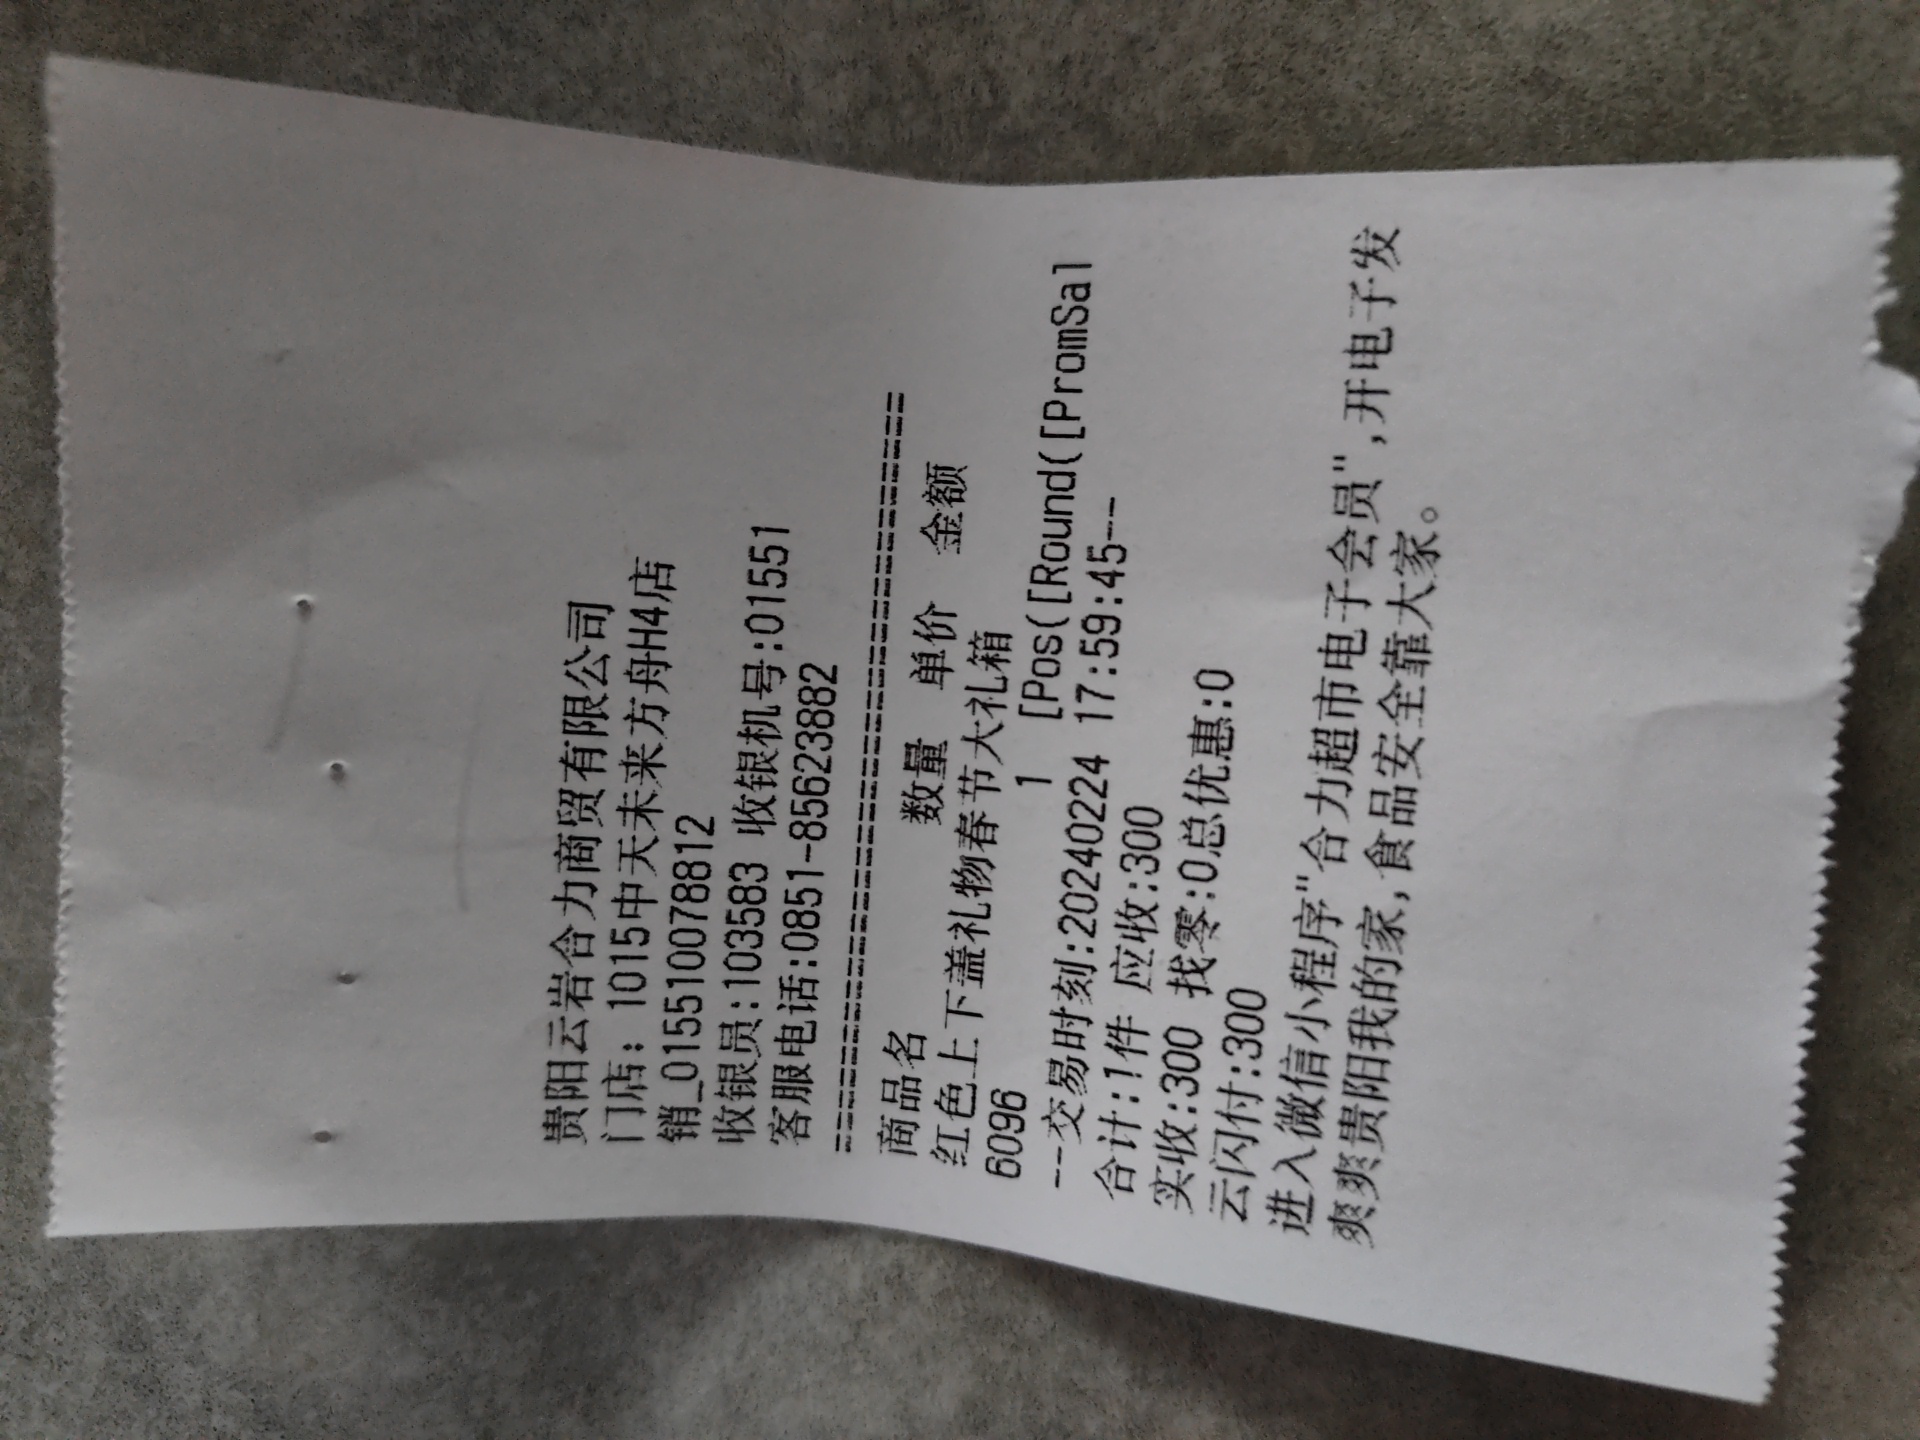 贵阳云岩合力商贸有限公司
门店: 1015中天未来方舟H4店
销_015510078812
收银员:103583 收银机号:01551
客服电话:0851-85623882
========================================
商品名 数量 单价 金额
红色上下盖礼物春节大礼箱
6096 1 [Pos([Round([PromSal
--交易时刻:20240224 17:59:45--
合计:1件 应收:300
实收:300 找零:0总优惠:0
云闪付:300
进入微信小程序"合力超市电子会员",开电子发
爽爽贵阳我的家,食品安全靠大家。